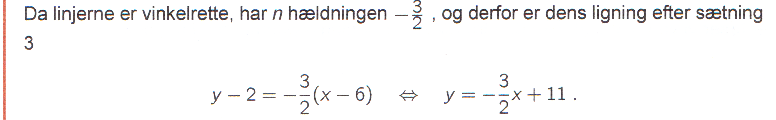 Da linjerne er vinkelrette, har n hældningen −3/2 , og derfor er dens ligning efter sætning
3
y − 2 = −3/2(x − 6) ⇔ y = −3/2x + 11 .